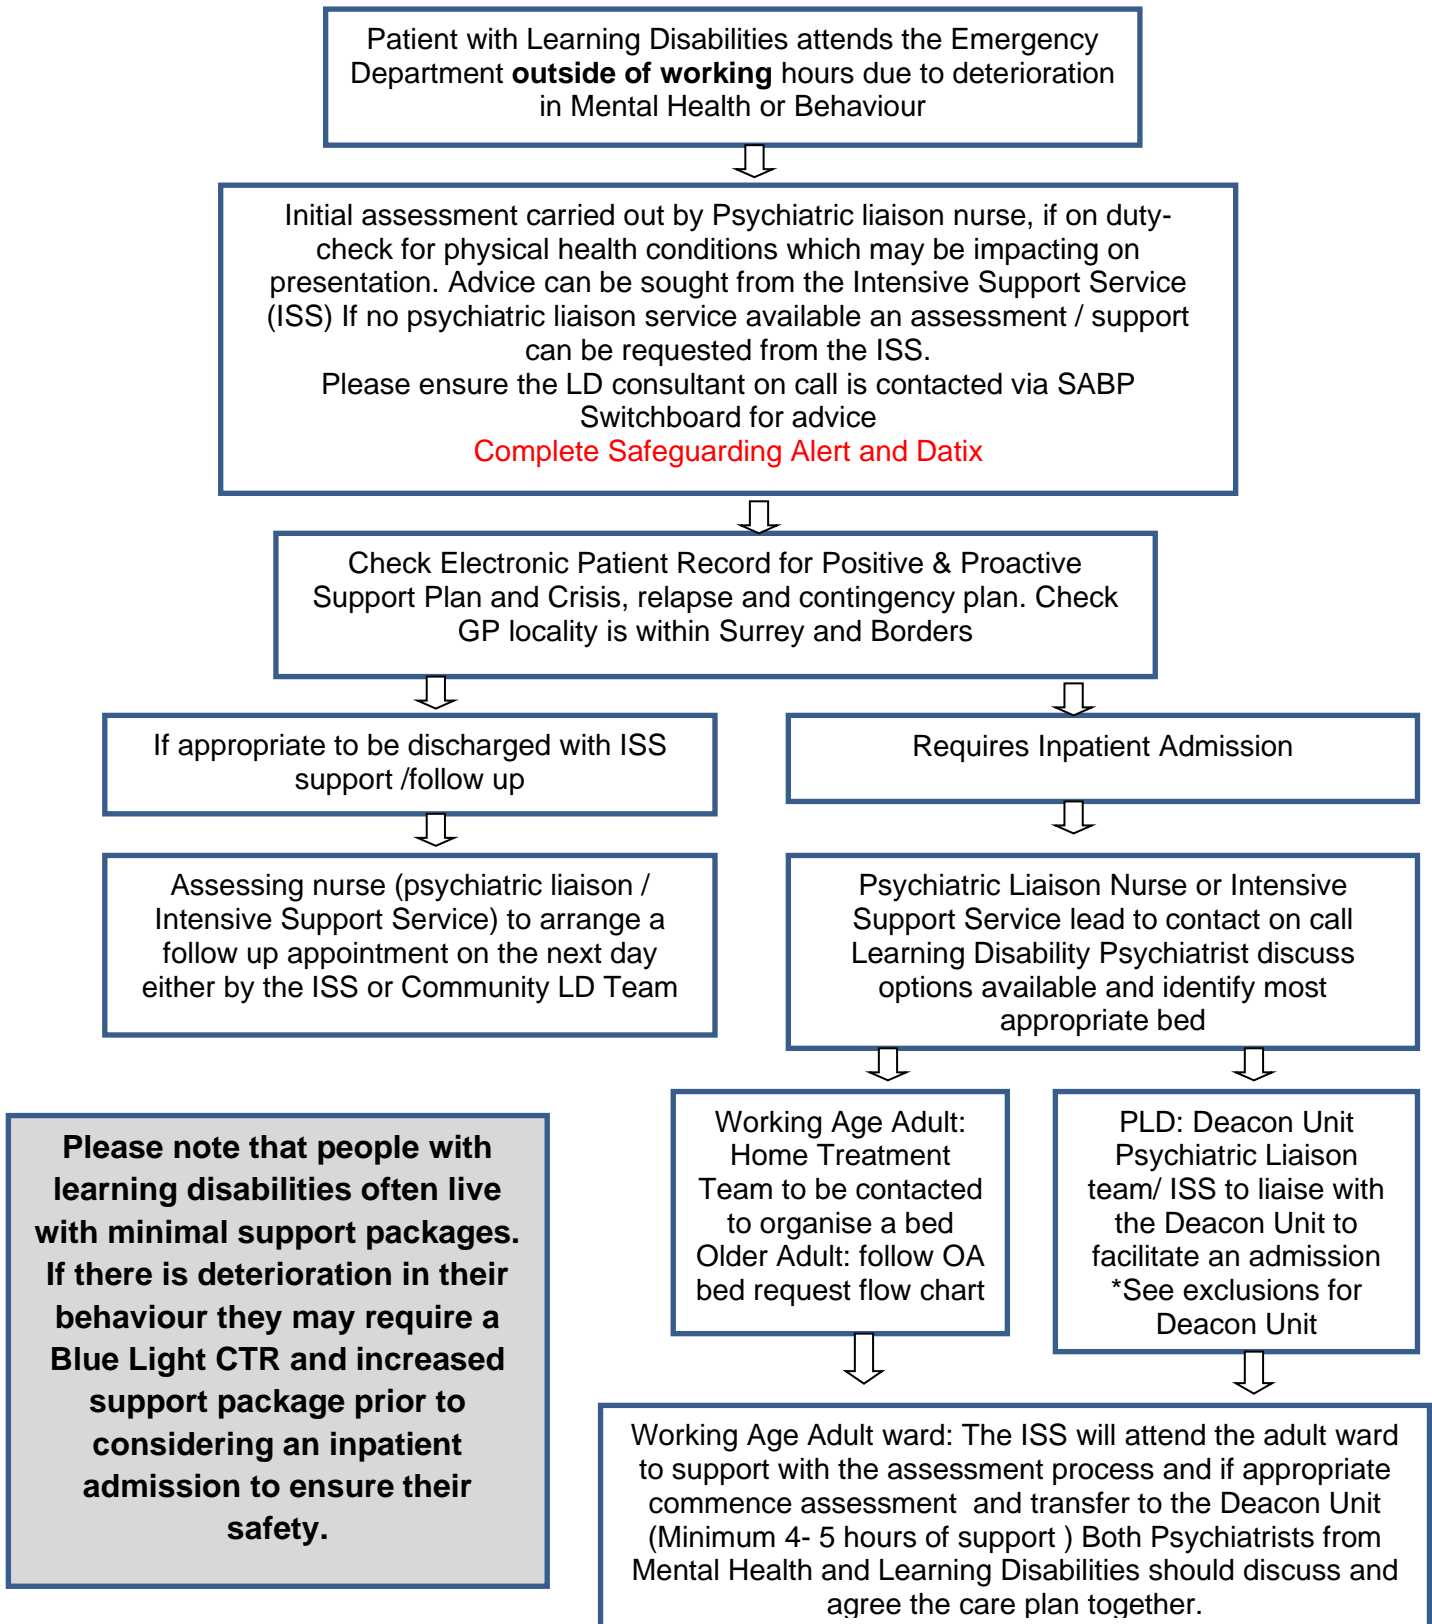 Patient with Learning Disabilities attends the Emergency
Department outside of working hours due to deterioration
in Mental Health or Behaviour
Initial assessment carried out by Psychiatric liaison nurse, if on duty-
check for physical health conditions which may be impacting on
presentation. Advice can be sought from the Intensive Support Service
(ISS) If no psychiatric liaison service available an assessment / support
can be requested from the ISS.
Please ensure the LD consultant on call is contacted via SABP
Switchboard for advice
Complete Safeguarding Alert and Datix
Check Electronic Patient Record for Positive & Proactive
Support Plan and Crisis, relapse and contingency plan. Check
GP locality is within Surrey and Borders
If appropriate to be discharged with ISS
support /follow up
Assessing nurse (psychiatric liaison /
Intensive Support Service) to arrange a
follow up appointment on the next day
either by the ISS or Community LD Team
Requires Inpatient Admission
Psychiatric Liaison Nurse or Intensive
Support Service lead to contact on call
Learning Disability Psychiatrist discuss
options available and identify most
appropriate bed
Working Age Adult:
Home Treatment
Team to be contacted
to organise a bed
Older Adult: follow OA
bed request flow chart
PLD: Deacon Unit
Psychiatric Liaison
team/ ISS to liaise with
the Deacon Unit to
facilitate an admission
*See exclusions for
Deacon Unit
Please note that people with
learning disabilities often live
with minimal support packages.
If there is deterioration in their
behaviour they may require a
Blue Light CTR and increased
support package prior to
considering an inpatient
admission to ensure their
safety.
Working Age Adult ward: The ISS will attend the adult ward
to support with the assessment process and if appropriate
commence assessment and transfer to the Deacon Unit
(Minimum 4- 5 hours of support ) Both Psychiatrists from
Mental Health and Learning Disabilities should discuss and
agree the care plan together.